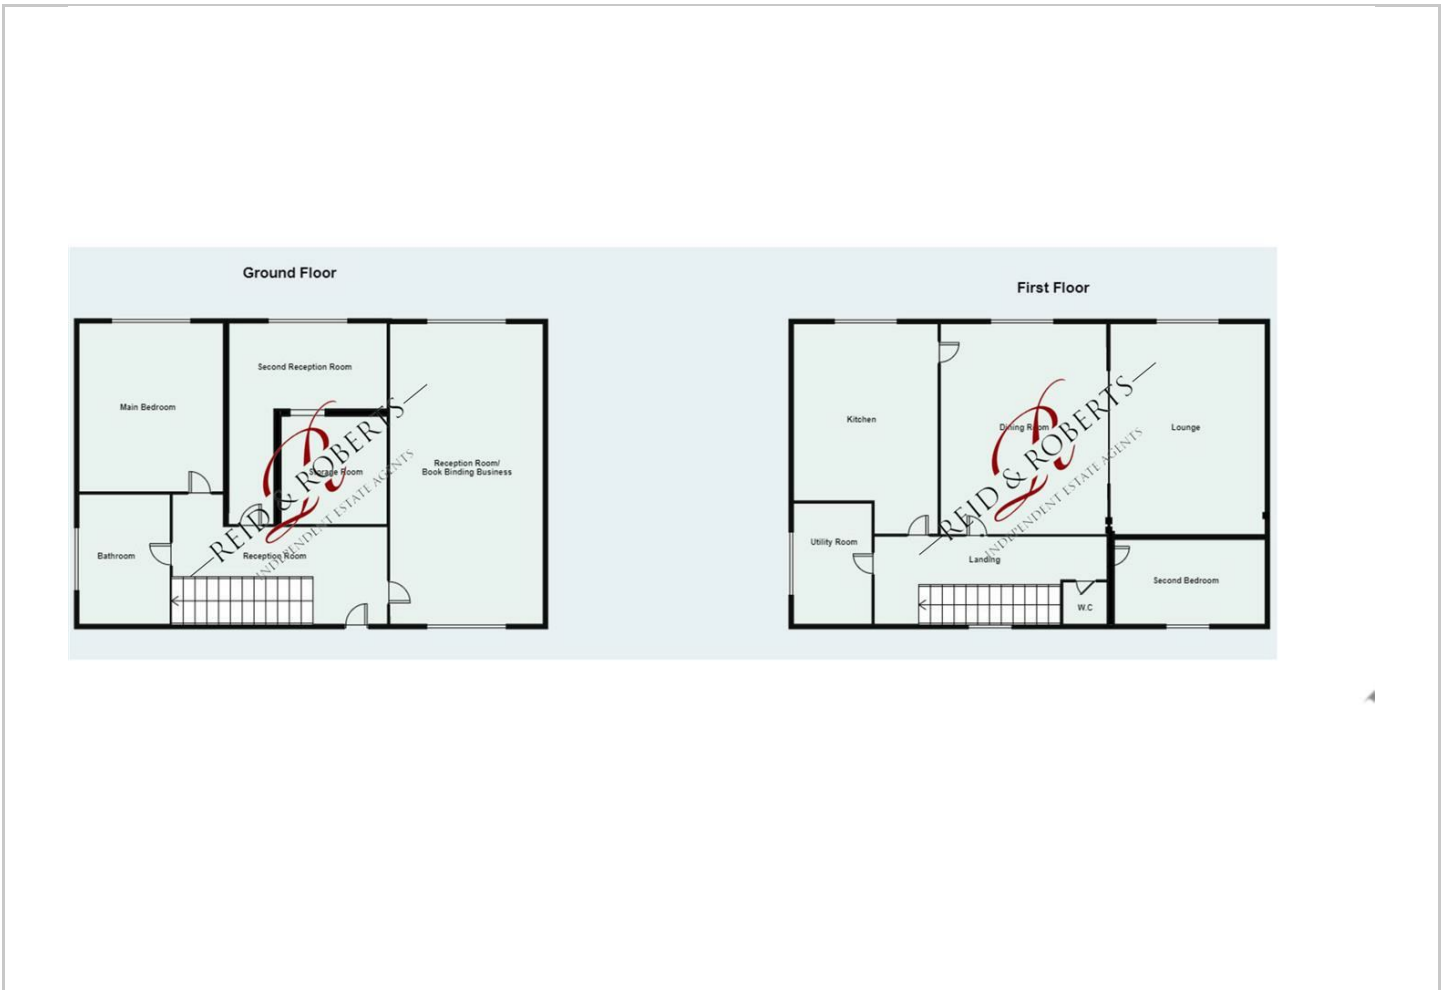 Ground Floor
Second Reception Room
Main Bedroom
Reception Room/
Book Binding Business
Storage Room
Bathroom
Reception Room
REID & ROBERTS
INDEPENDENT ESTATE AGENTS
First Floor
Kitchen
Dining Room
Lounge
Utility Room
Landing
Second Bedroom
W.C
REID & ROBERTS
INDEPENDENT ESTATE AGENTS